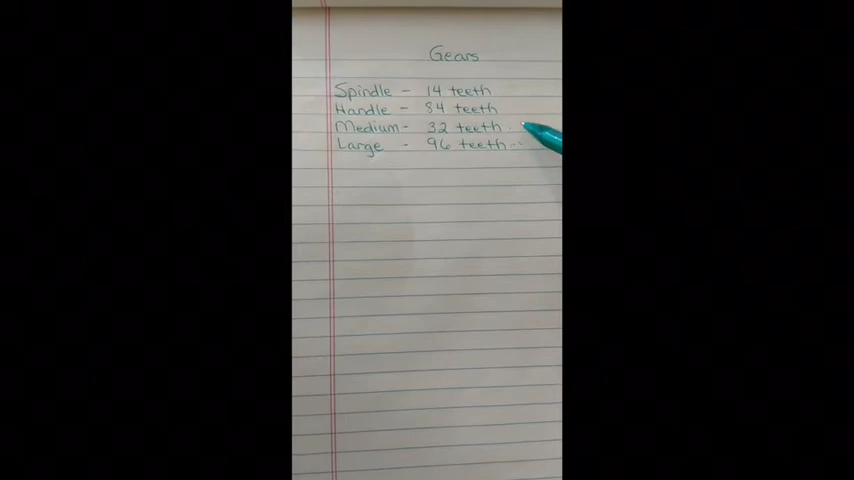 Gears
Spindle - 14 teeth
Handle - 84 teeth
Medium - 32 teeth
Large - 96 teeth